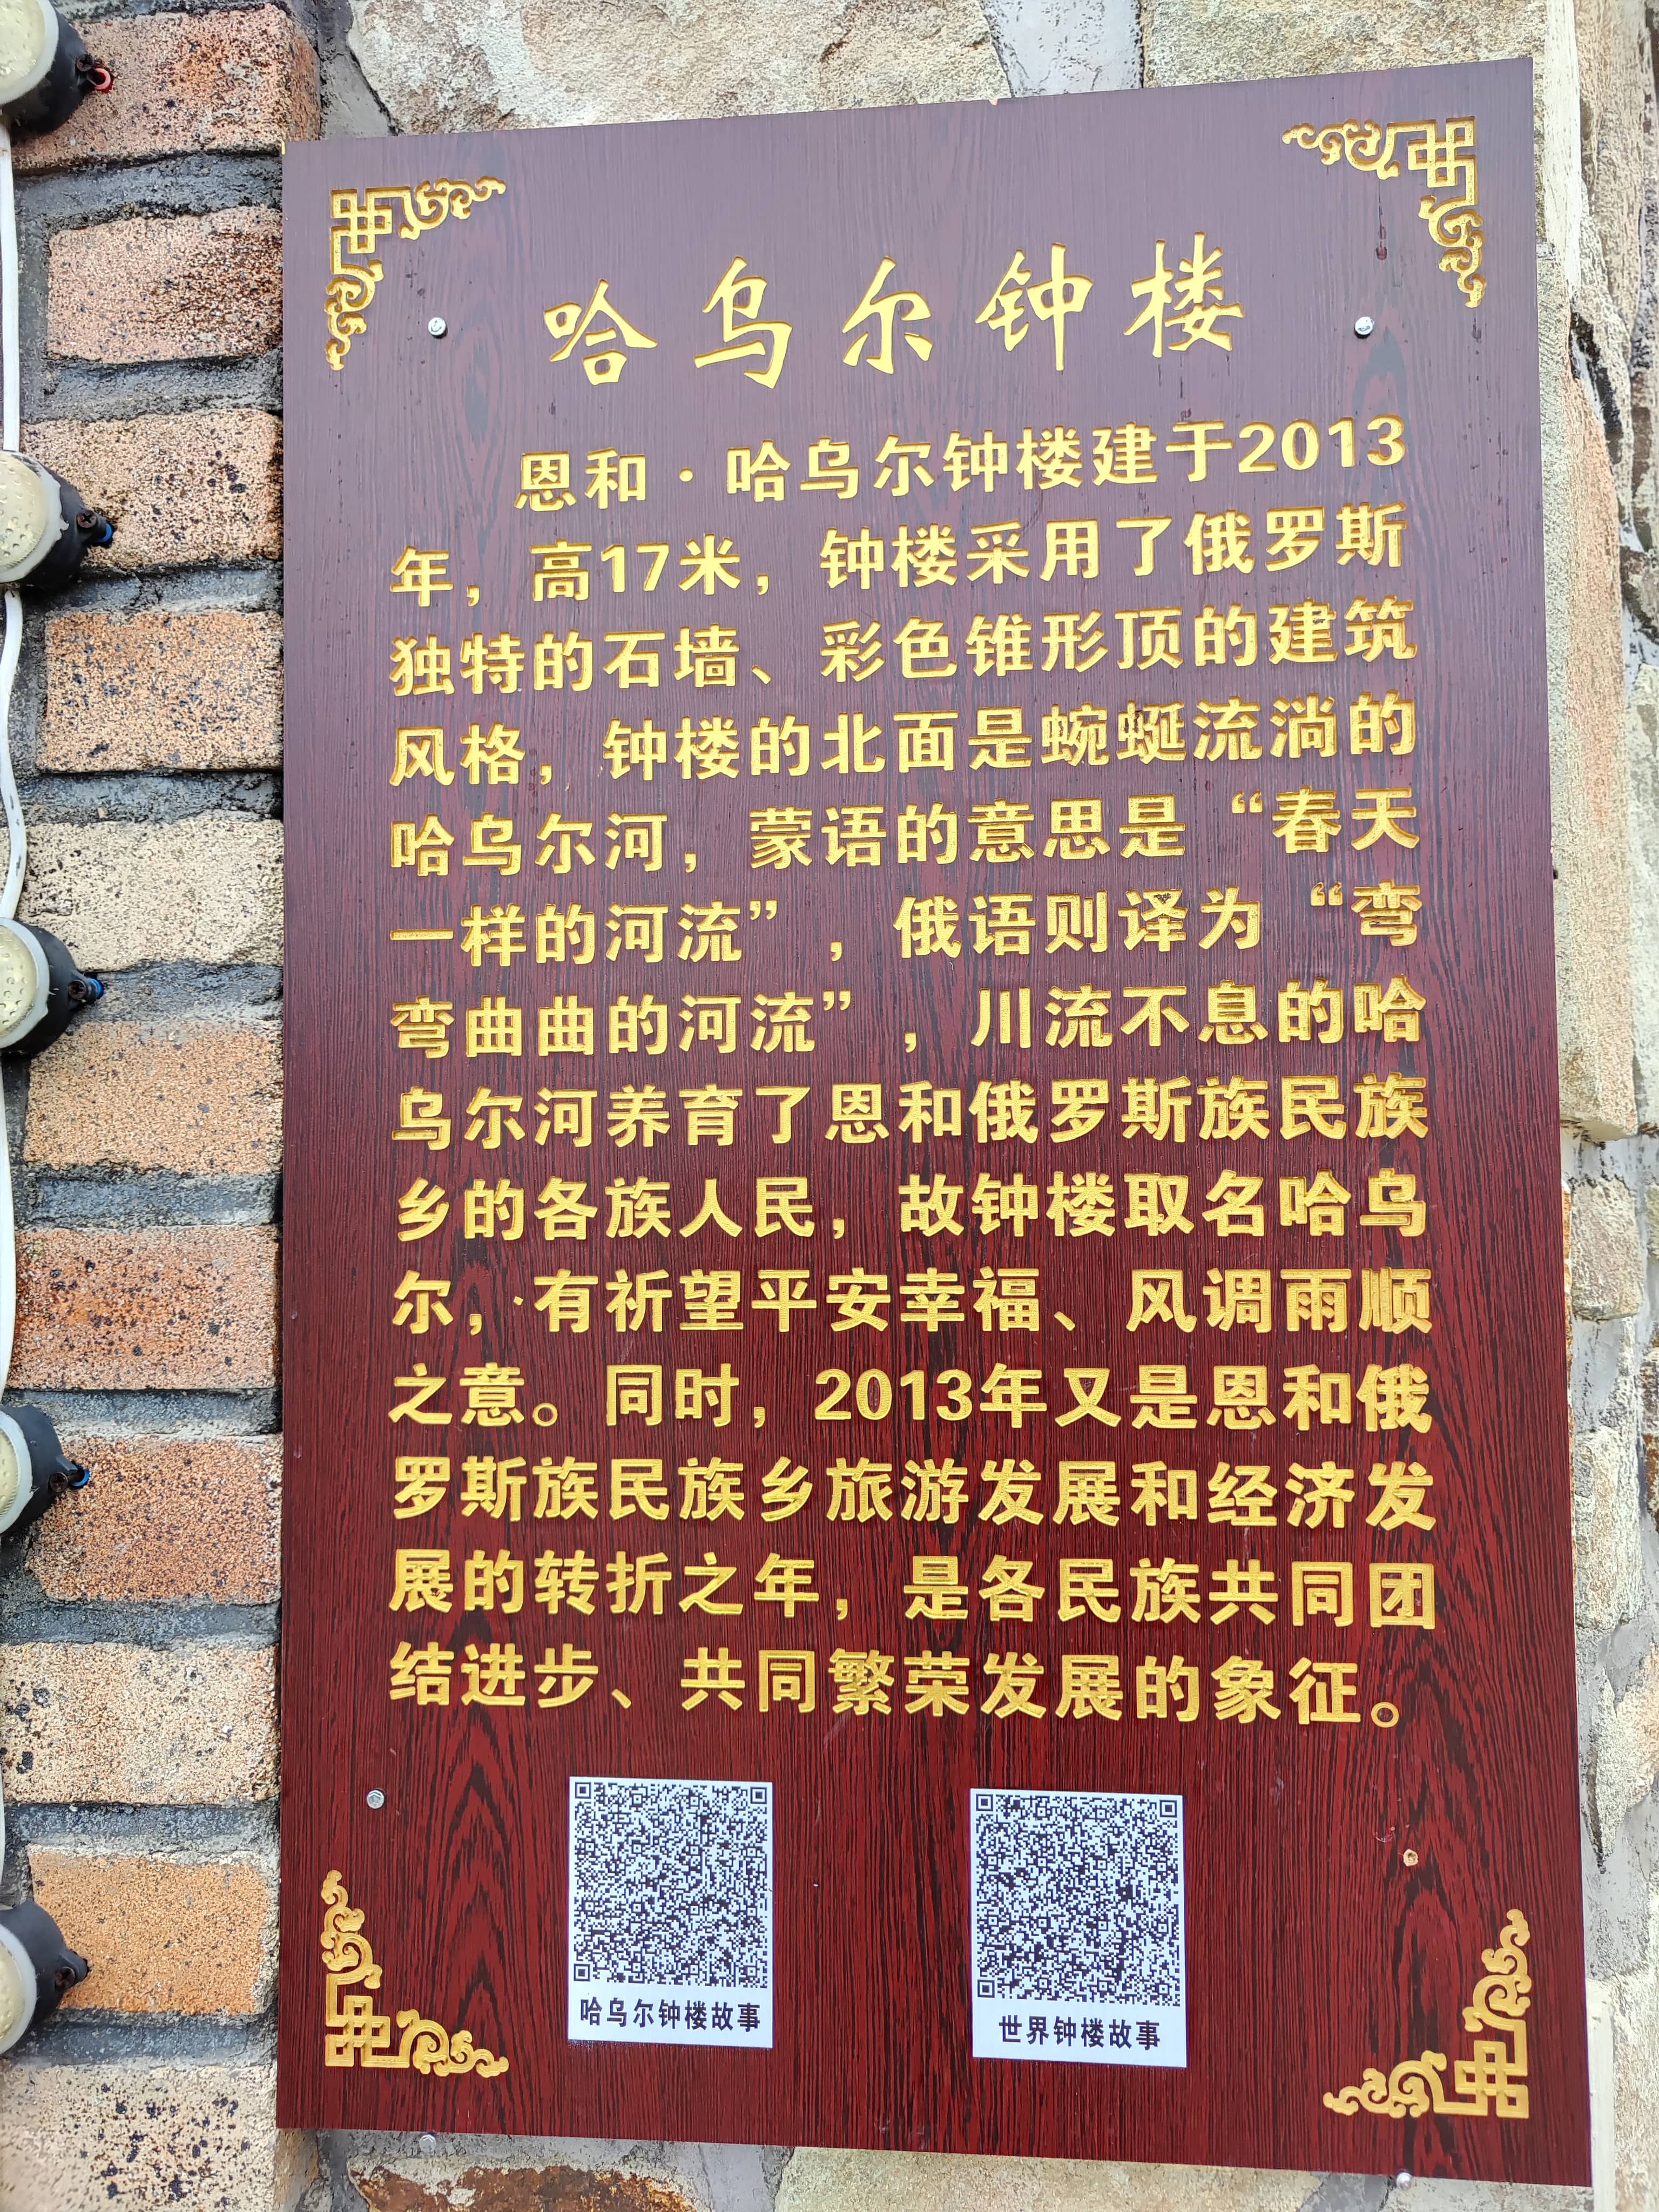 哈乌尔钟楼
恩和·哈乌尔钟楼建于2013
年，高17米，钟楼采用了俄罗斯
独特的石墙、彩色锥形顶的建筑
风格，钟楼的北面是蜿蜒流淌的
哈乌尔河，蒙语的意思是“春天
一样的河流”，俄语则译为“弯
弯曲曲的河流”，川流不息的哈
乌尔河养育了恩和俄罗斯族民族
乡的各族人民，故钟楼取名哈乌
尔，有祈望平安幸福、风调雨顺
之意。同时，2013年又是恩和俄
罗斯族民族乡旅游发展和经济发
展的转折之年，是各民族共同团
结进步、共同繁荣发展的象征。
哈乌尔钟楼故事
世界钟楼故事